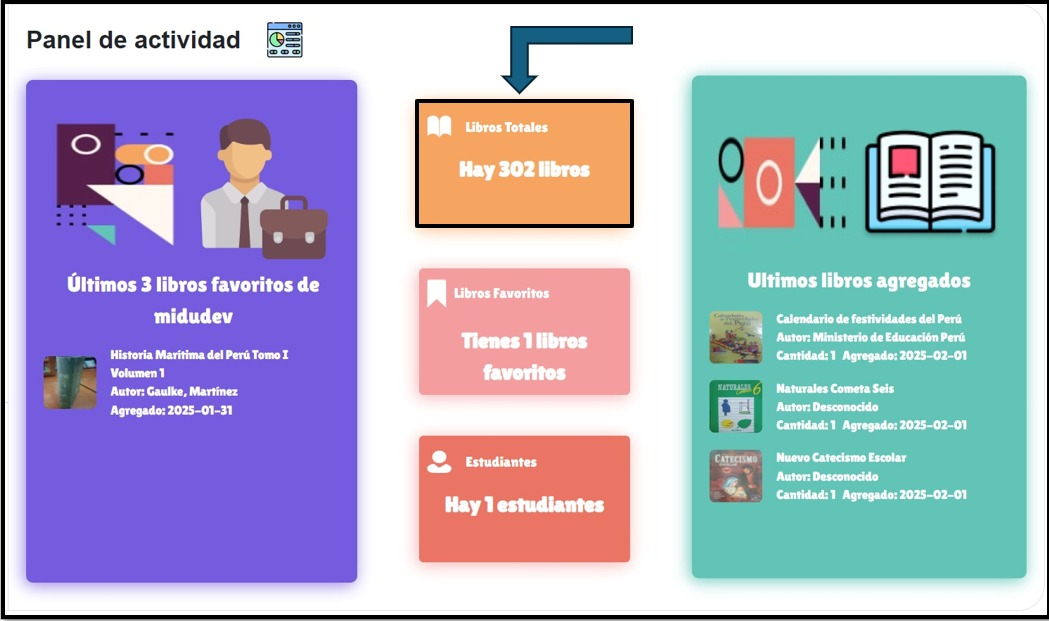 Panel de actividad
Últimos 3 libros favoritos de
midudev
Historia Marítima del Perú Tomo I
Volumen 1
Autor: Gaulke, Martínez
Agregado: 2025-01-31
Libros Totales
Hay 302 libros
Libros Favoritos
Tienes 1 libros
favoritos
Estudiantes
Hay 1 estudiantes
Ultimos libros agregados
Calendario de festividades del Perú
Autor: Ministerio de Educación Perú
Cantidad: 1 Agregado: 2025-02-01
NATURALES 6
Naturales Cometa Seis
Autor: Desconocido
Cantidad: 1 Agregado: 2025-02-01
CATECISMO
Nuevo Catecismo Escolar
Autor: Desconocido
Cantidad: 1 Agregado: 2025-02-01